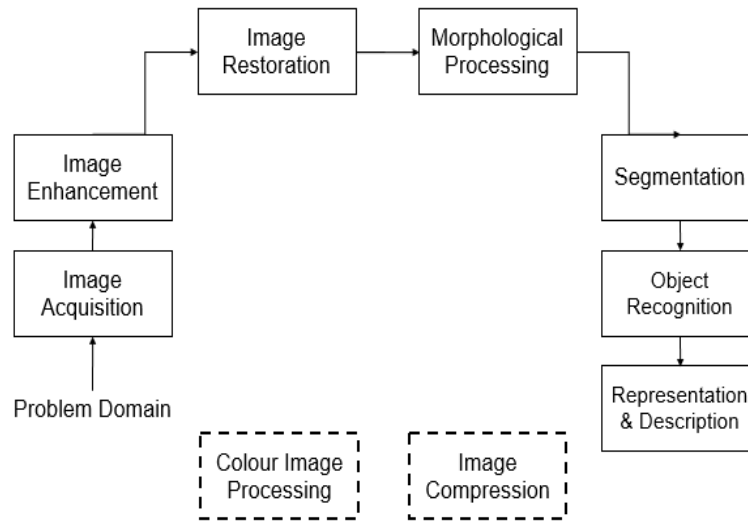 Image
Restoration
Morphological
Processing
Image
Enhancement
Segmentation
Image
Acquisition
Object
Recognition
Problem Domain
Representation
& Description
Colour Image
Processing
Image
Compression